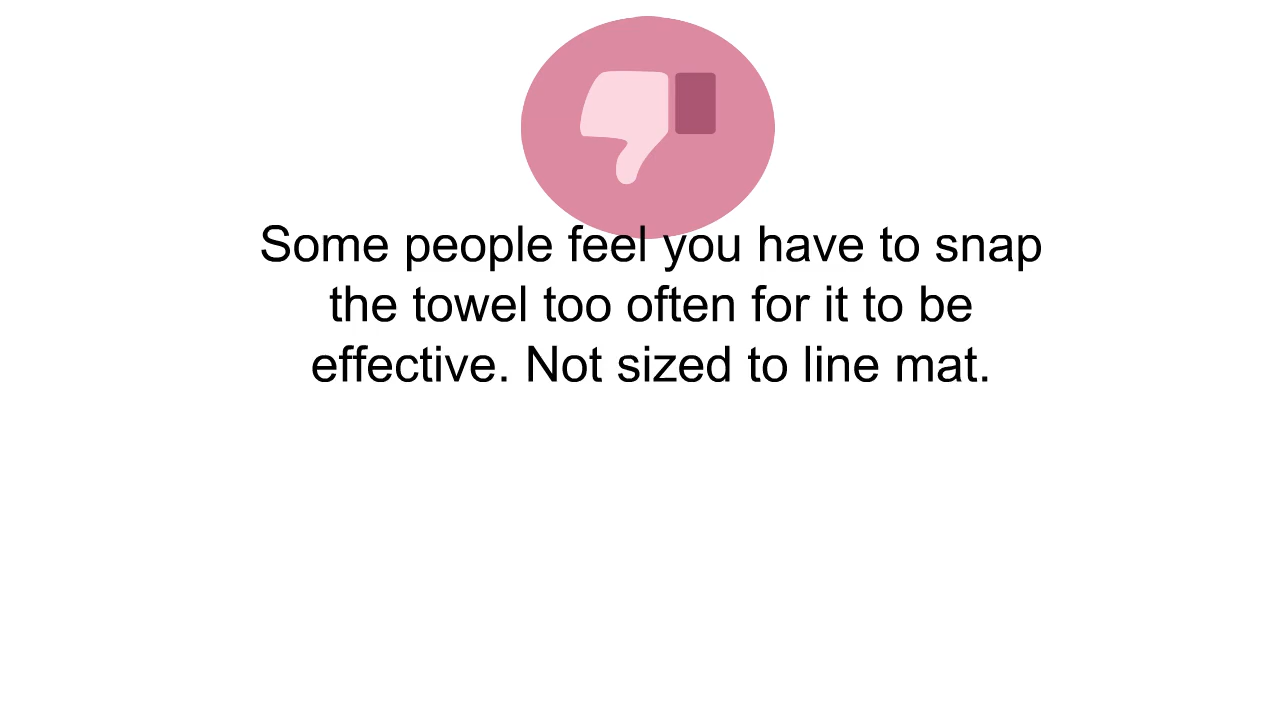 Some people feel you have to snap
the towel too often for it to be
effective. Not sized to line mat.